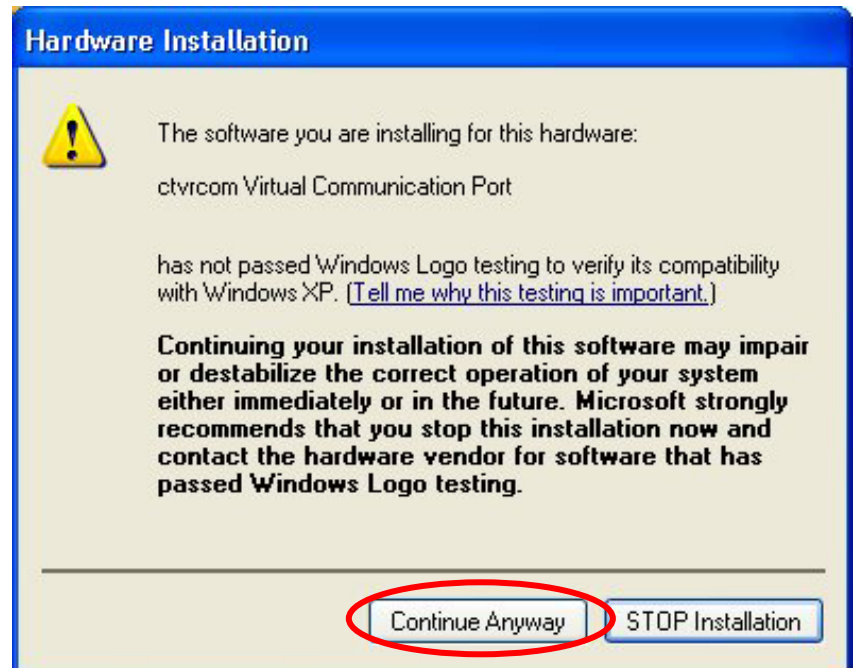 Hardware Installation
The software you are installing for this hardware:
ctvrcom Virtual Communication Port
has not passed Windows Logo testing to verify its compatibility
with Windows XP. (Tell me why this testing is important.)
Continuing your installation of this software may impair
or destabilize the correct operation of your system
either immediately or in the future. Microsoft strongly
recommends that you stop this installation now and
contact the hardware vendor for software that has
passed Windows Logo testing.
Continue Anyway STOP Installation